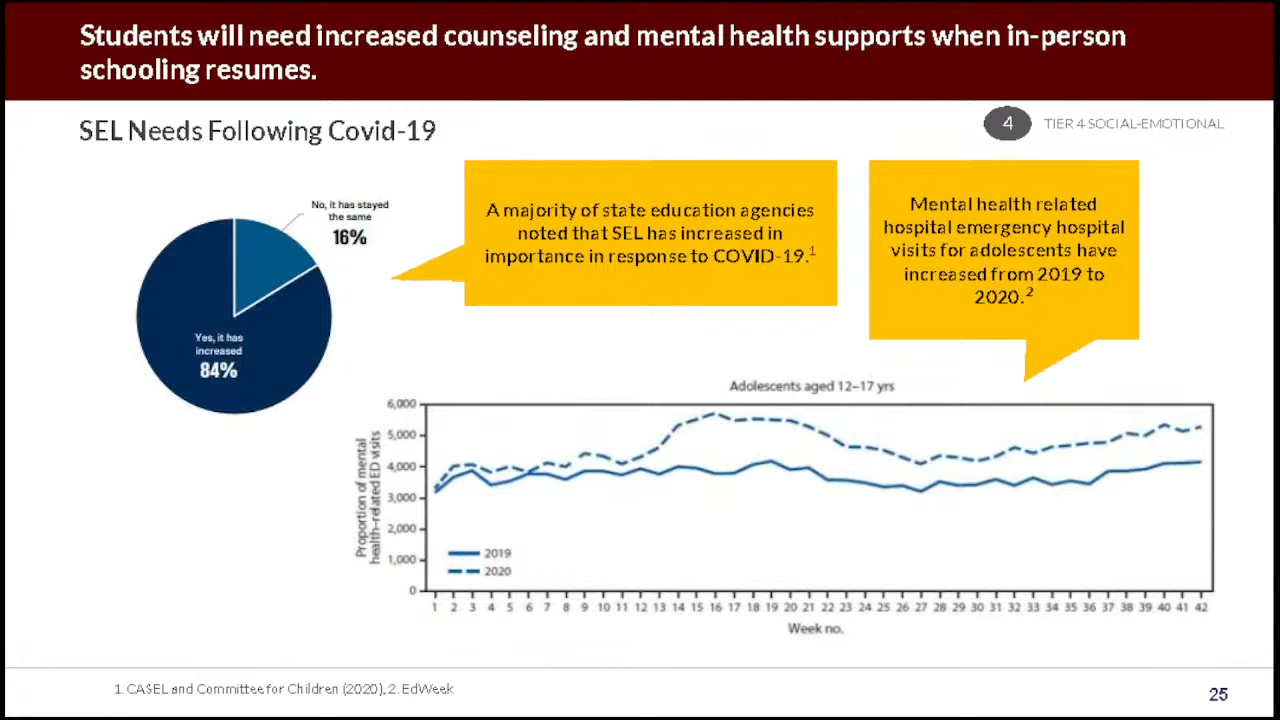 Students will need increased counseling and mental health supports when in-person
schooling resumes.
SEL Needs Following Covid-19
4
TIER 4 SOCIAL-EMOTIONAL
No, it has stayed
the same
16%
Yes, it has
increased
84%
A majority of state education agencies
noted that SEL has increased in
importance in response to COVID-19.1
Mental health related
hospital emergency hospital
visits for adolescents have
increased from 2019 to
2020.2
Adolescents aged 12–17 yrs
Proportion of mental
health–related ED visits
6,000
5,000
4,000
3,000
2,000
1,000
0
2019
2020
1 2 3 4 5 6 7 8 9 10 11 12 13 14 15 16 17 18 19 20 21 22 23 24 25 26 27 28 29 30 31 32 33 34 35 36 37 38 39 40 41 42
Week no.
1. CASEL and Committee for Children (2020), 2. EdWeek
25